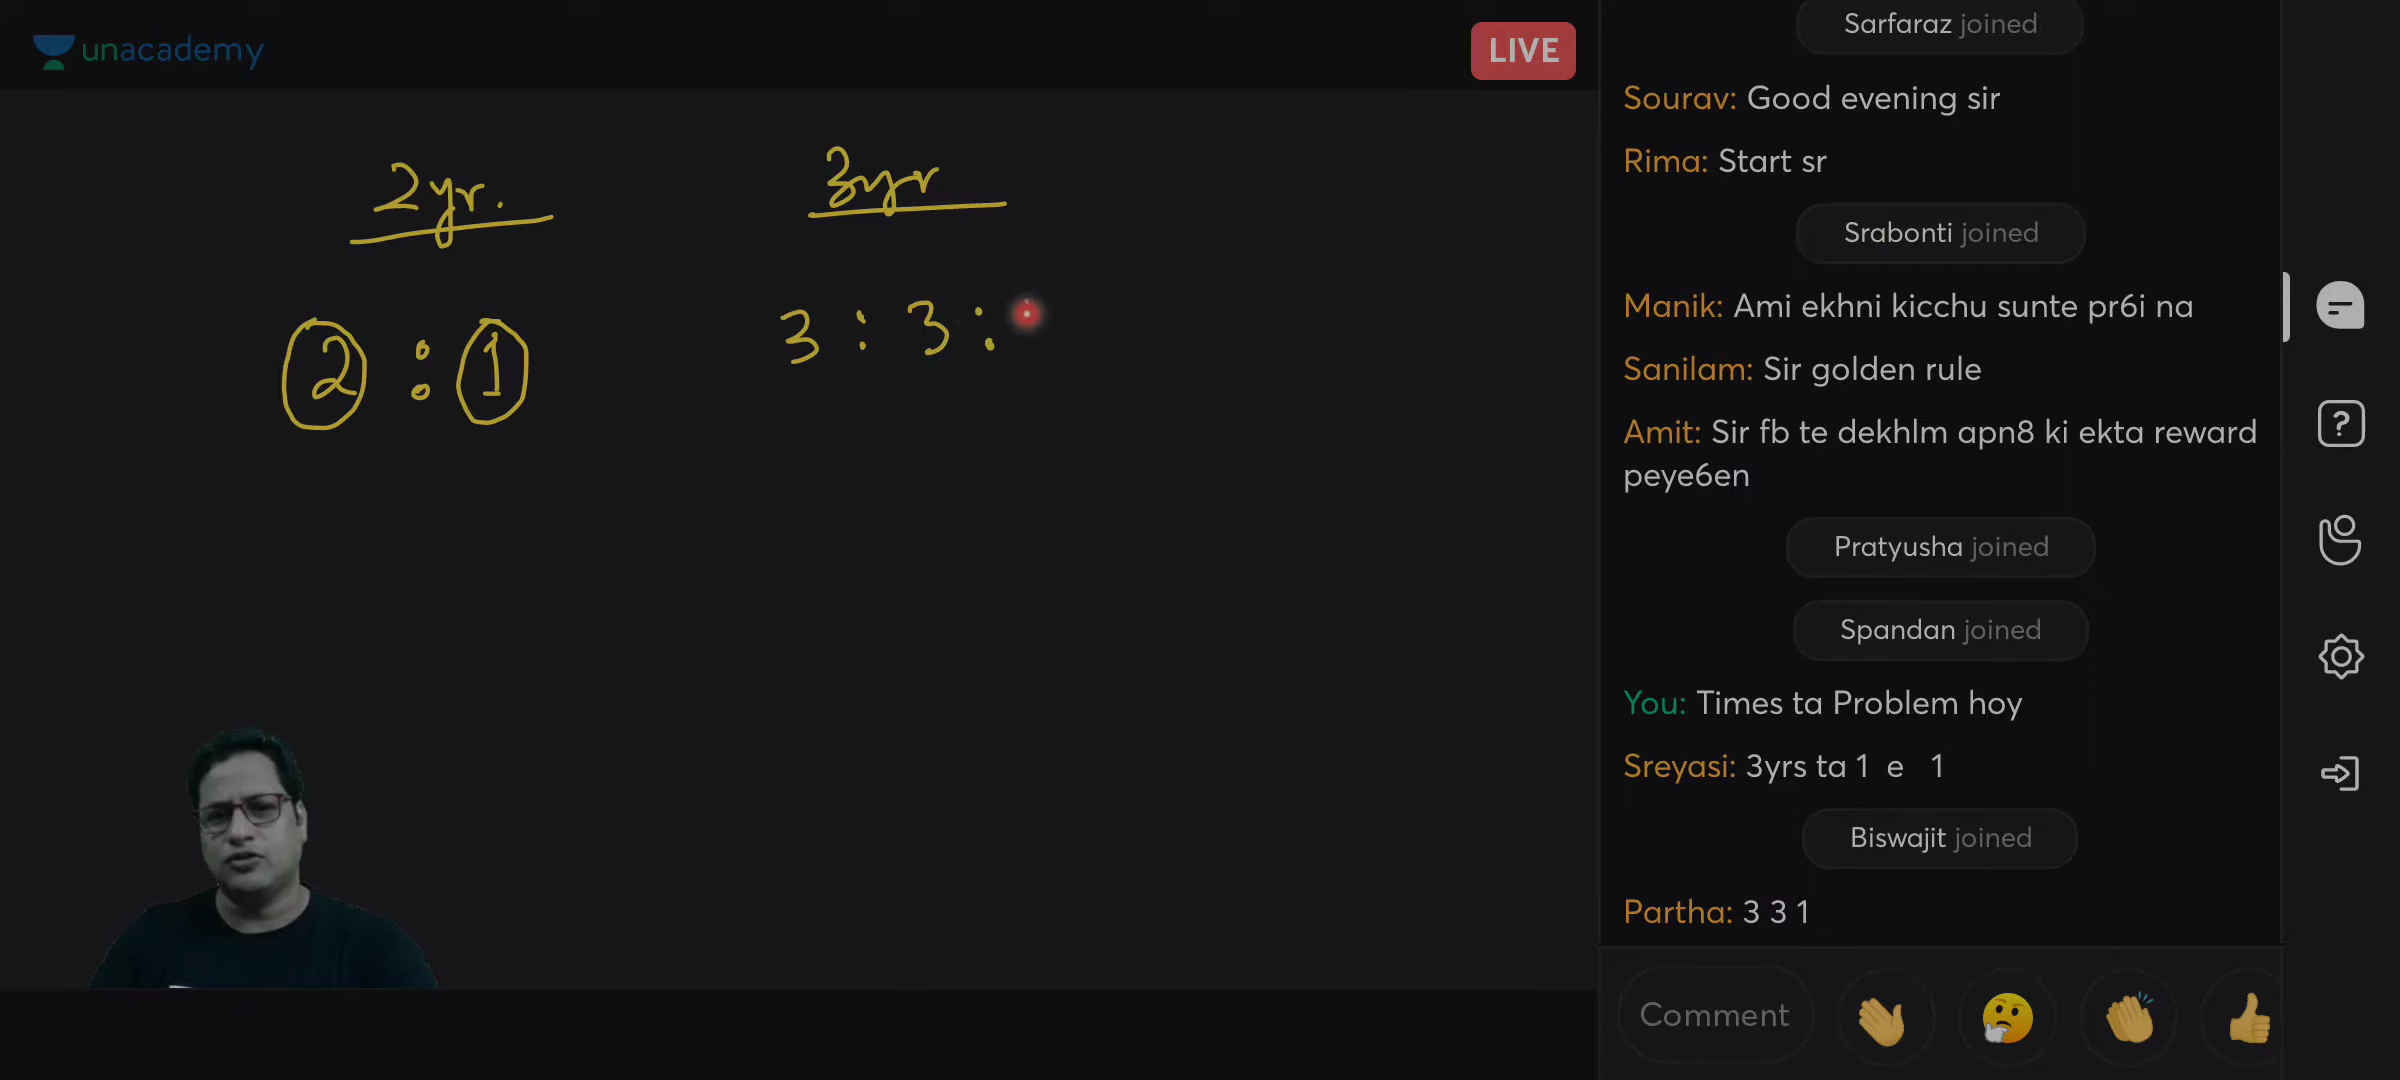 unacademy
LIVE
2yr.
3yr
2 : 1
3 : 3 :
Sarfaraz joined
Sourav: Good evening sir
Rima: Start sr
Srabonti joined
Manik: Ami ekhni kicchu sunte pr6i na
Sanilam: Sir golden rule
Amit: Sir fb te dekhlm apn8 ki ekta reward
peye6en
Pratyusha joined
Spandan joined
You: Times ta Problem hoy
Sreyasi: 3yrs ta 1 e 1
Biswajit joined
Partha: 3 3 1
Comment